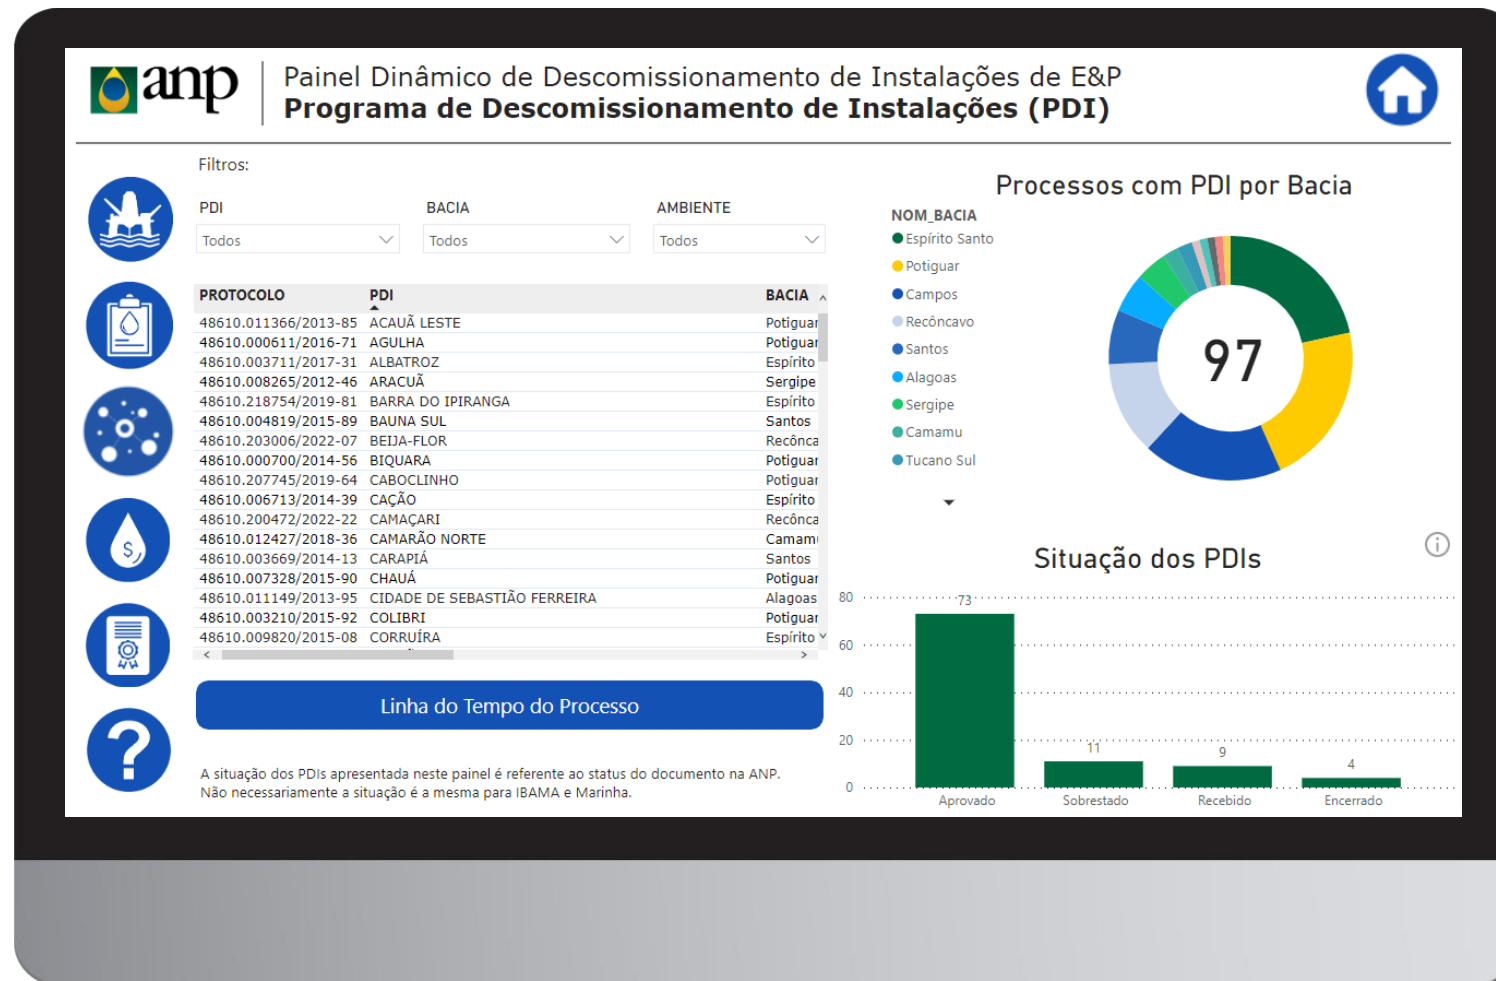 anp
Painel Dinâmico de Descomissionamento de Instalações de E&P
Programa de Descomissionamento de Instalações (PDI)
Filtros:
PDI BACIA AMBIENTE
Todos Todos Todos
PROTOCOLO PDI BACIA
48610.011366/2013-85 ACAUÃ LESTE Potiguar
48610.000611/2016-71 AGULHA Potiguar
48610.003711/2017-31 ALBATROZ Espírito
48610.008265/2012-46 ARACUÃ Sergipe
48610.218754/2019-81 BARRA DO IPIRANGA Espírito
48610.004819/2015-89 BAUNA SUL Santos
48610.203006/2022-07 BEIJA-FLOR Recônca
48610.000700/2014-56 BIQUARA Potiguar
48610.207745/2019-64 CABOCLINHO Potiguar
48610.006713/2014-39 CAÇÃO Espírito
48610.200472/2022-22 CAMAÇARI Recônca
48610.012427/2018-36 CAMARÃO NORTE Camam
48610.003669/2014-13 CARAPIÁ Santos
48610.007328/2015-90 CHAUÁ Potiguar
48610.011149/2013-95 CIDADE DE SEBASTIÃO FERREIRA Alagoas
48610.003210/2015-92 COLIBRI Potiguar
48610.009820/2015-08 CORRUÍRA Espírito
Linha do Tempo do Processo
A situação dos PDIs apresentada neste painel é referente ao status do documento na ANP.
Não necessariamente a situação é a mesma para IBAMA e Marinha.
Processos com PDI por Bacia
NOM_BACIA
Espírito Santo
Potiguar
Campos
Recôncavo
Santos
Alagoas
Sergipe
Camamu
Tucano Sul
97
Situação dos PDIs
80
60
40
20
0
73
11
9
4
Aprovado Sobrestado Recebido Encerrado